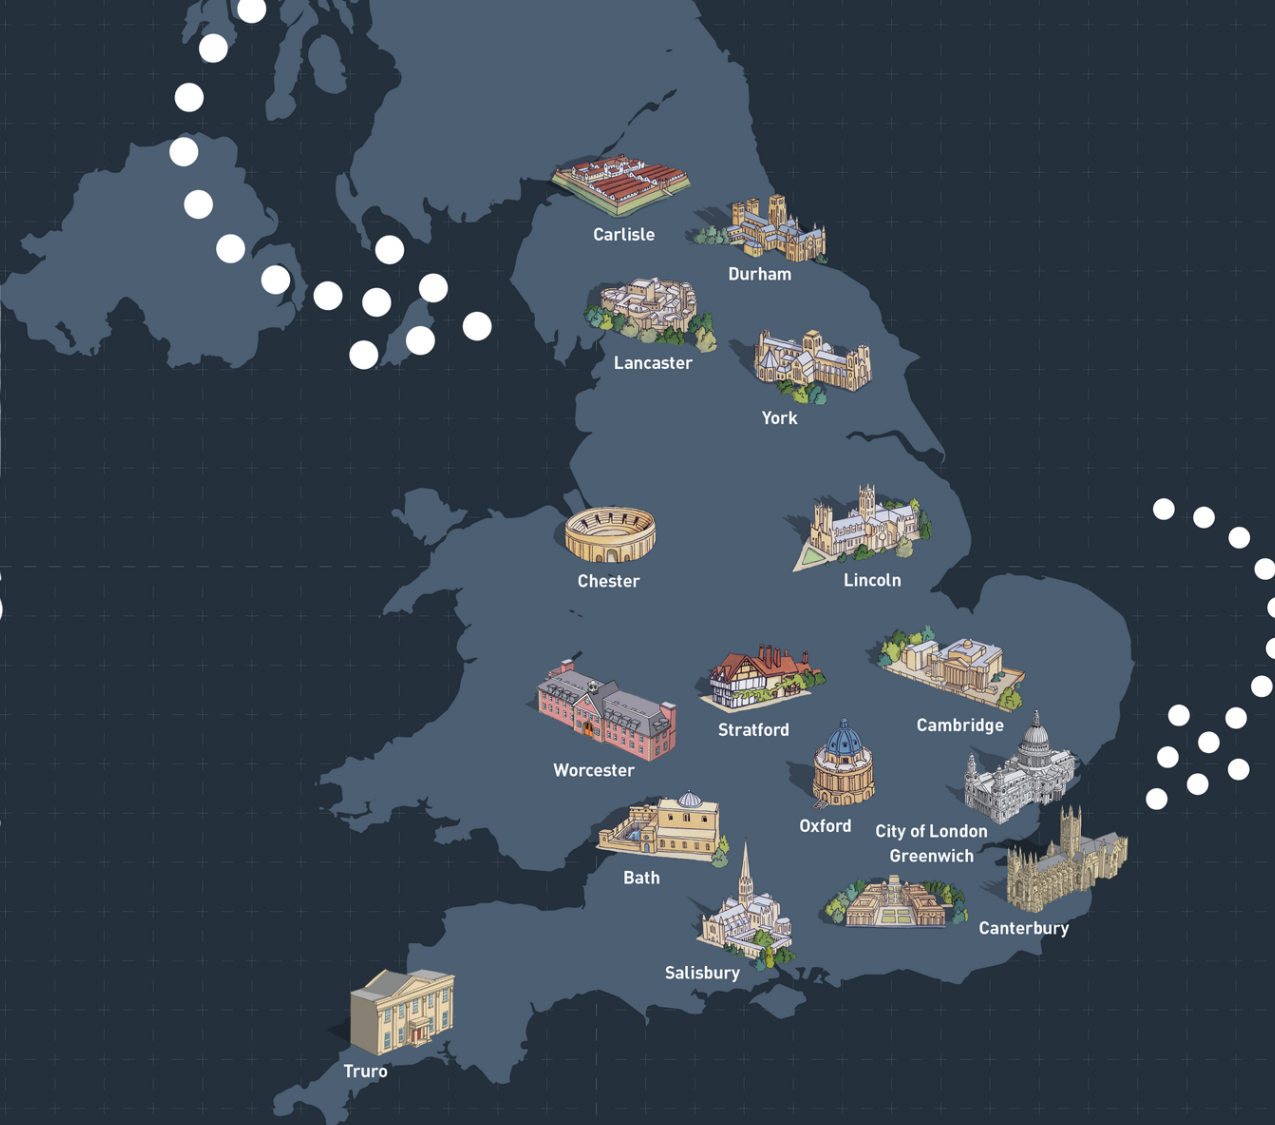 Carlisle
Durham
Lancaster
York
Chester
Lincoln
Stratford
Cambridge
Worcester
Oxford
City of London
Greenwich
Bath
Canterbury
Salisbury
Truro